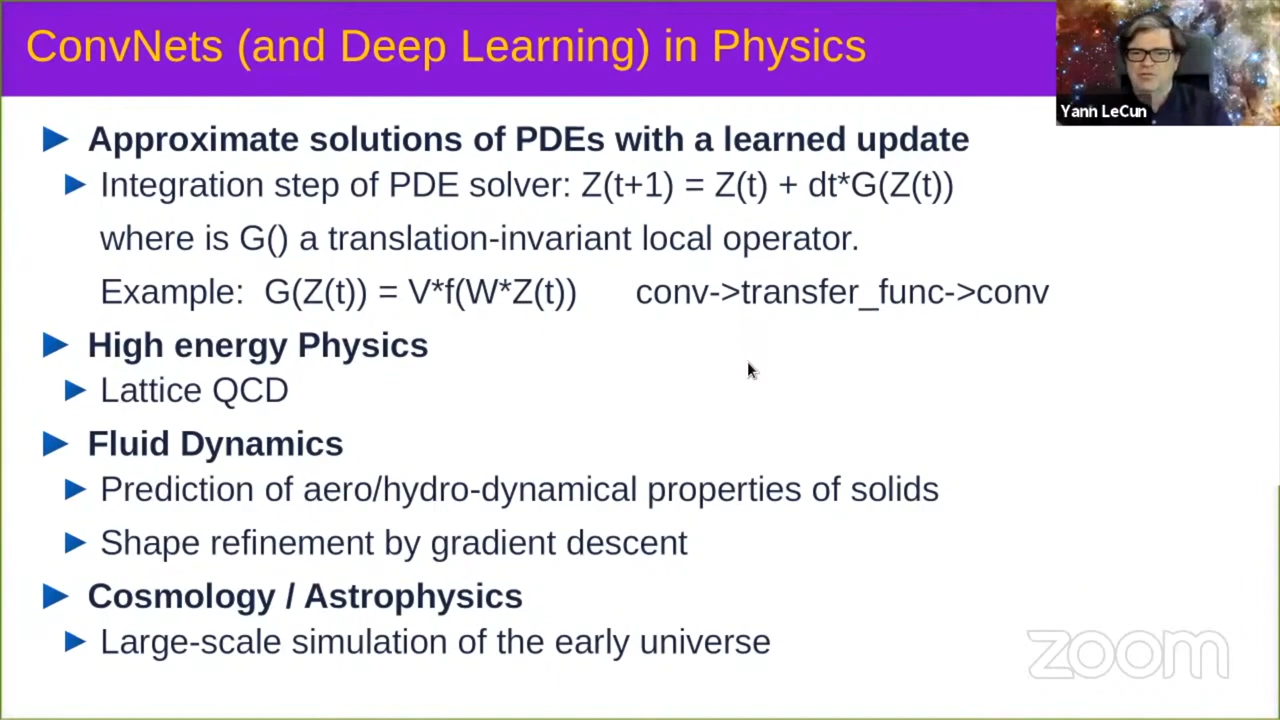 ConvNets (and Deep Learning) in Physics
Yann LeCun
Approximate solutions of PDEs with a learned update
Integration step of PDE solver: Z(t+1) = Z(t) + dt*G(Z(t))
where is G() a translation-invariant local operator.
Example: G(Z(t)) = V*f(W*Z(t)) conv->transfer_func->conv
High energy Physics
Lattice QCD
Fluid Dynamics
Prediction of aero/hydro-dynamical properties of solids
Shape refinement by gradient descent
Cosmology / Astrophysics
Large-scale simulation of the early universe
zoom